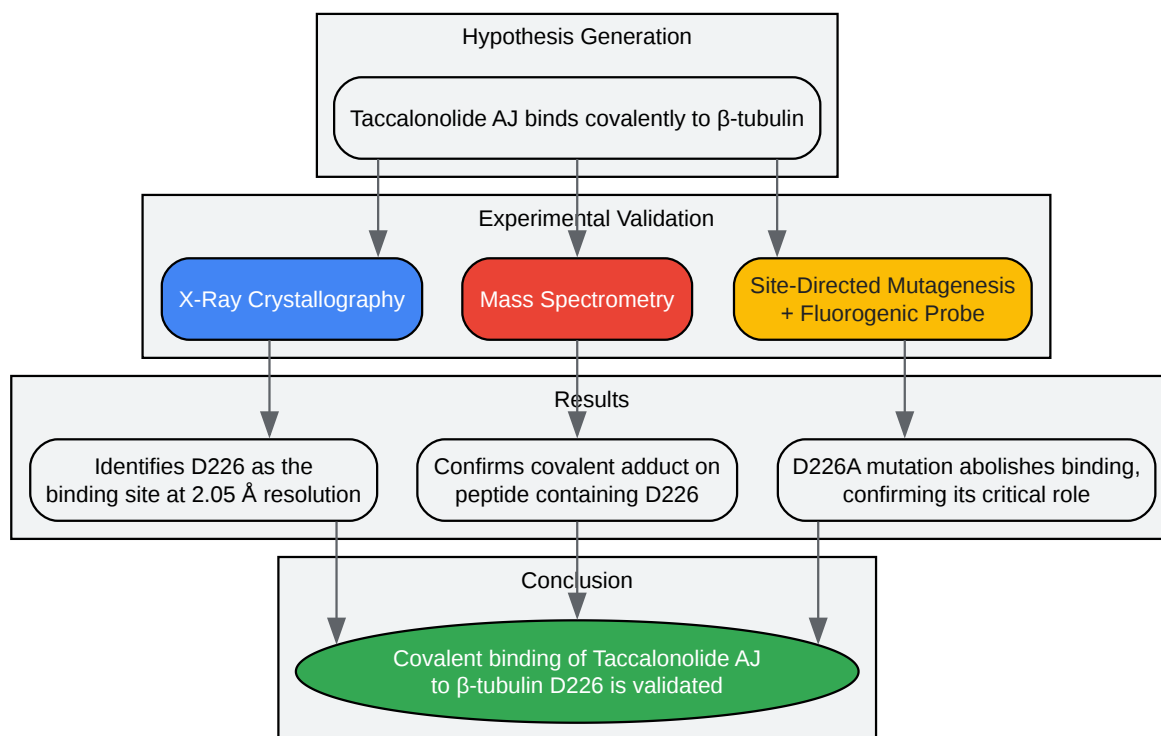 Hypothesis Generation
Taccalonolide AJ binds covalently to β-tubulin
Experimental Validation
X-Ray Crystallography
Mass Spectrometry
Site-Directed Mutagenesis
+ Fluorogenic Probe
Results
Identifies D226 as the
binding site at 2.05 Å resolution
Confirms covalent adduct on
peptide containing D226
D226A mutation abolishes binding,
confirming its critical role
Conclusion
Covalent binding of Taccalonolide AJ
to β-tubulin D226 is validated